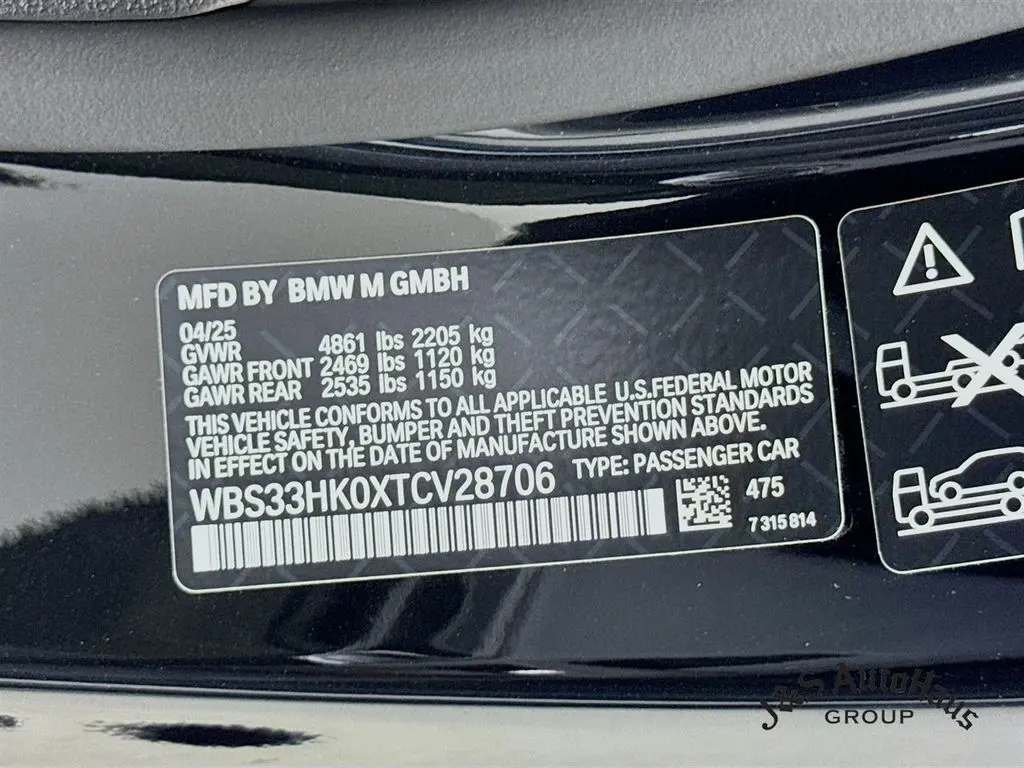 MFD BY BMW M GMBH
04/25
GVWR 4861 lbs 2205 kg
GAWR FRONT 2469 lbs 1120 kg
GAWR REAR 2535 lbs 1150 kg
THIS VEHICLE CONFORMS TO ALL APPLICABLE U.S.FEDERAL MOTOR
VEHICLE SAFETY, BUMPER AND THEFT PREVENTION STANDARDS
IN EFFECT ON THE DATE OF MANUFACTURE SHOWN ABOVE.
WBS33HK0XTCV28706 TYPE: PASSENGER CAR
475
7 315 814
J&S AutoHaus
GROUP